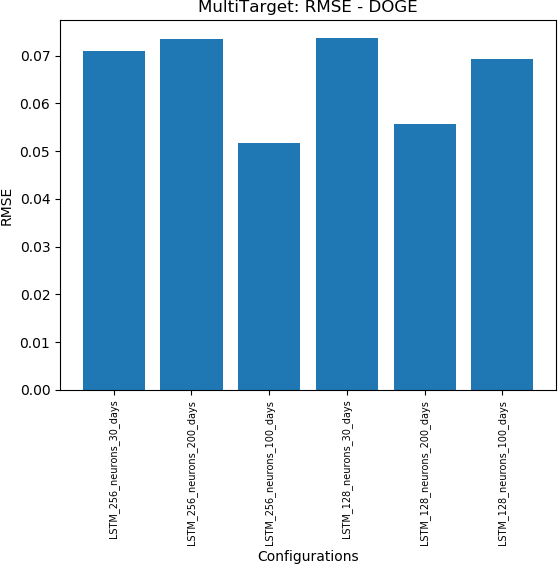 MultiTarget: RMSE - DOGE
RMSE
0.07
0.06
0.05
0.04
0.03
0.02
0.01
0.00
LSTM_256_neurons_30_days
LSTM_256_neurons_200_days
LSTM_256_neurons_100_days
LSTM_128_neurons_30_days
LSTM_128_neurons_200_days
LSTM_128_neurons_100_days
Configurations